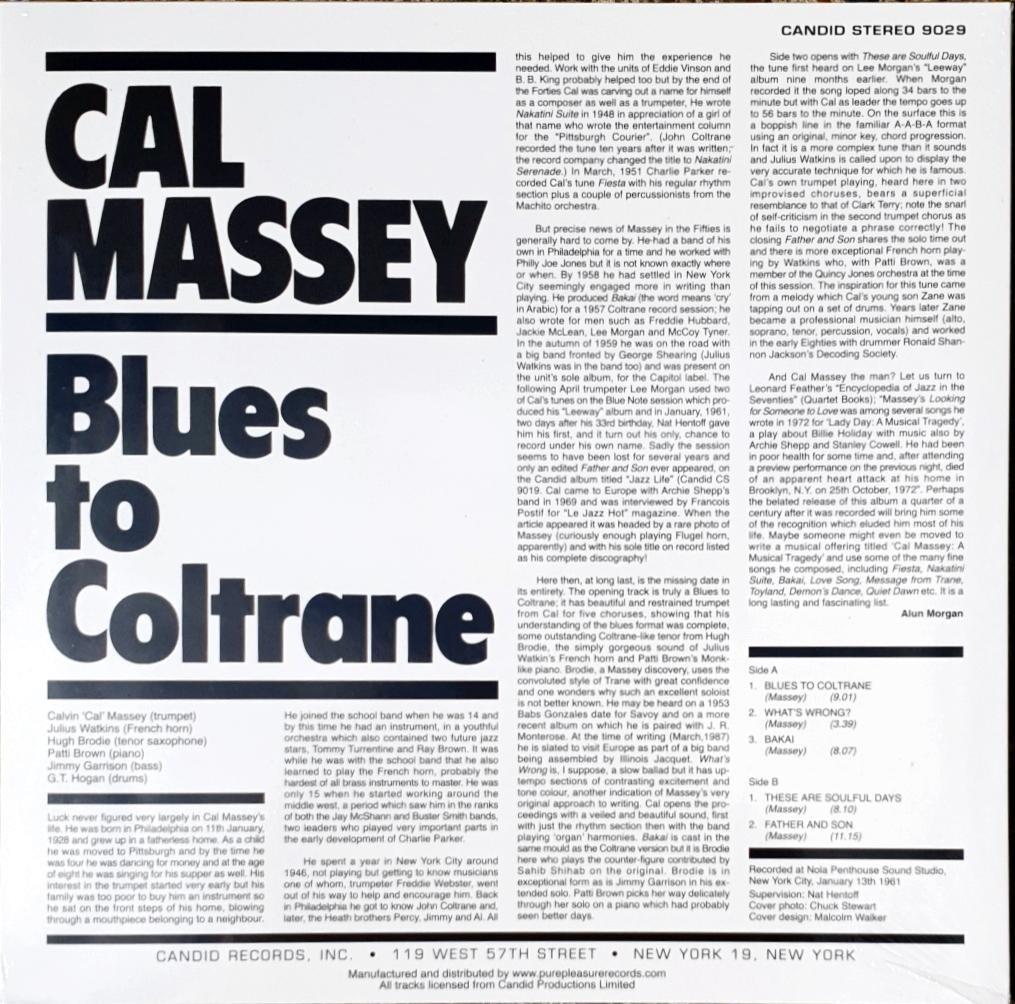 CANDID STEREO 9029
CAL
MASSEY
Blues
to
Coltrane
Calvin 'Cal' Massey (trumpet)
Julius Watkins (French horn)
Hugh Brodie (tenor saxophone)
Patti Brown (piano)
Jimmy Garrison (bass)
G.T. Hogan (drums)
Luck never figured very largely in Cal Massey's
life. He was born in Philadelphia on 11th January,
1928 and grew up in a fatherless home. As a child
he was moved to Pittsburgh and by the time he
was four he was dancing for money and at the age
of eight he was singing for his supper as well. His
interest in the trumpet started very early but his
family was too poor to buy him an instrument so
he sat on the front steps of his home, blowing
through a mouthpiece belonging to a neighbour.
He joined the school band when he was 14 and
by this time he had an instrument, in a youthful
orchestra which also contained two future jazz
stars, Tommy Turrentine and Ray Brown. It was
while he was with the school band that he also
learned to play the French horn, probably the
hardest of all brass instruments to master. He was
only 15 when he started working around the
middle west, a period which saw him in the ranks
of both the Jay McShann and Buster Smith bands,
two leaders who played very important parts in
the early development of Charlie Parker.
He spent a year in New York City around
1946, not playing but getting to know musicians
one of whom, trumpeter Freddie Webster, went
out of his way to help and encourage him. Back
in Philadelphia he got to know John Coltrane and,
later, the Heath brothers Percy, Jimmy and Al. All
this helped to give him the experience he
needed. Work with the units of Eddie Vinson and
B. B. King probably helped too but by the end of
the Forties Cal was carving out a name for himself
as a composer as well as a trumpeter, He wrote
Nakatini Suite in 1948 in appreciation of a girl of
that name who wrote the entertainment column
for the "Pittsburgh Courier". (John Coltrane
recorded the tune ten years after it was written;
the record company changed the title to Nakatini
Serenade.) In March, 1951 Charlie Parker re-
corded Cal's tune Fiesta with his regular rhythm
section plus a couple of percussionists from the
Machito orchestra.
But precise news of Massey in the Fifties is
generally hard to come by. He had a band of his
own in Philadelphia for a time and he worked with
Philly Joe Jones but it is not known exactly where
or when. By 1958 he had settled in New York
City seemingly engaged more in writing than
playing. He produced Bakai (the word means 'cry'
in Arabic) for a 1957 Coltrane record session; he
also wrote for men such as Freddie Hubbard,
Jackie McLean, Lee Morgan and McCoy Tyner.
In the autumn of 1959 he was on the road with
a big band fronted by George Shearing (Julius
Watkins was in the band too) and was present on
the unit's sole album, for the Capitol label. The
following April trumpeter Lee Morgan used two
of Cal's tunes on the Blue Note session which pro-
duced his "Leeway" album and in January, 1961,
two days after his 33rd birthday, Nat Hentoff gave
him his first, and it turn out his only, chance to
record under his own name. Sadly the session
seems to have been lost for several years and
only an edited Father and Son ever appeared, on
the Candid album titled "Jazz Life" (Candid CS
9019. Cal came to Europe with Archie Shepp's
band in 1969 and was interviewed by Francois
Postif for "Le Jazz Hot" magazine. When the
article appeared it was headed by a rare photo of
Massey (curiously enough playing Flugel horn,
apparently) and with his sole title on record listed
as his complete discography!
Here then, at long last, is the missing date in
its entirety. The opening track is truly a Blues to
Coltrane; it has beautiful and restrained trumpet
from Cal for five choruses, showing that his
understanding of the blues format was complete,
some outstanding Coltrane-like tenor from Hugh
Brodie, the simply gorgeous sound of Julius
Watkin's French horn and Patti Brown's Monk-
like piano. Brodie, a Massey discovery, uses the
convoluted style of Trane with great confidence
and one wonders why such an excellent soloist
is not better known. He may be heard on a 1953
Babs Gonzales date for Savoy and on a more
recent album on which he is paired with J. R.
Monterose. At the time of writing (March,1987)
he is slated to visit Europe as part of a big band
being assembled by Illinois Jacquet. What's
Wrong is, I suppose, a slow ballad but it has up-
tempo sections of contrasting excitement and
tone colour, another indication of Massey's very
original approach to writing. Cal opens the pro-
ceedings with a veiled and beautiful sound, first
with just the rhythm section then with the band
playing 'organ' harmonies. Bakai is cast in the
same mould as the Coltrane version but it is Brodie
here who plays the counter-figure contributed by
Sahib Shihab on the original. Brodie is in
exceptional form as is Jimmy Garrison in his ex-
tended solo. Patti Brown picks her way delicately
through her solo on a piano which had probably
seen better days.
Side two opens with These are Soulful Days,
the tune first heard on Lee Morgan's "Leeway"
album nine months earlier. When Morgan
recorded it the song loped along 34 bars to the
minute but with Cal as leader the tempo goes up
to 56 bars to the minute. On the surface this is
a boppish line in the familiar A-A-B-A format
using an original, minor key, chord progression.
In fact it is a more complex tune than it sounds
and Julius Watkins is called upon to display the
very accurate technique for which he is famous.
Cal's own trumpet playing, heard here in two
improvised choruses, bears a superficial
resemblance to that of Clark Terry; note the snarl
of self-criticism in the second trumpet chorus as
he fails to negotiate a phrase correctly! The
closing Father and Son shares the solo time out
and there is more exceptional French horn play-
ing by Watkins who, with Patti Brown, was a
member of the Quincy Jones orchestra at the time
of this session. The inspiration for this tune came
from a melody which Cal's young son Zane was
tapping out on a set of drums. Years later Zane
became a professional musician himself (alto,
soprano, tenor, percussion, vocals) and worked
in the early Eighties with drummer Ronald Shan-
non Jackson's Decoding Society.
And Cal Massey the man? Let us turn to
Leonard Feather's "Encyclopedia of Jazz in the
Seventies" (Quartet Books); "Massey's Looking
for Someone to Love was among several songs he
wrote in 1972 for 'Lady Day: A Musical Tragedy',
a play about Billie Holiday with music also by
Archie Shepp and Stanley Cowell. He had been
in poor health for some time and, after attending
a preview performance on the previous night, died
of an apparent heart attack at his home in
Brooklyn, N.Y. on 25th October, 1972". Perhaps
the belated release of this album a quarter of a
century after it was recorded will bring him some
of the recognition which eluded him most of his
life. Maybe someone might even be moved to
write a musical offering titled 'Cal Massey: A
Musical Tragedy' and use some of the many fine
songs he composed, including Fiesta, Nakatini
Suite, Bakai, Love Song, Message from Trane,
Toyland, Demon's Dance, Quiet Dawn etc. It is a
long lasting and fascinating list.
Alun Morgan
Side A
1. BLUES TO COLTRANE
(Massey) (9.01)
2. WHAT'S WRONG?
(Massey) (3.39)
3. BAKAI
(Massey) (8.07)
Side B
1. THESE ARE SOULFUL DAYS
(Massey) (8.10)
2. FATHER AND SON
(Massey) (11.15)
Recorded at Nola Penthouse Sound Studio,
New York City, January 13th 1961
Supervision: Nat Hentoff
Cover photo: Chuck Stewart
Cover design: Malcolm Walker
CANDID RECORDS, INC. • 119 WEST 57TH STREET • NEW YORK 19, NEW YORK
Manufactured and distributed by www.purepleasurerecords.com
All tracks licensed from Candid Productions Limited